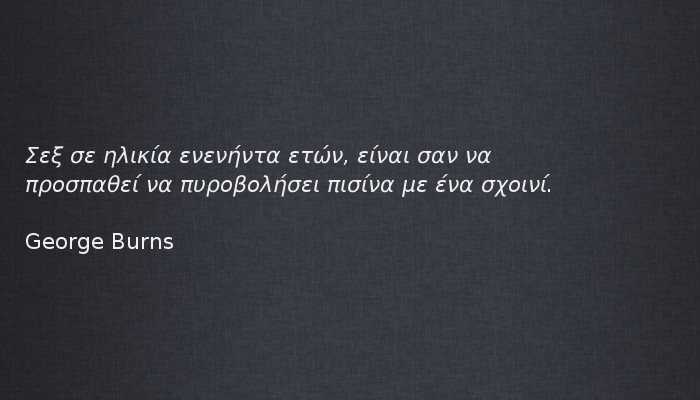 Σεξ σε ηλικία ενενήντα ετών, είναι σαν να
προσπαθεί να πυροβολήσει πισίνα με ένα σχοινί.
George Burns